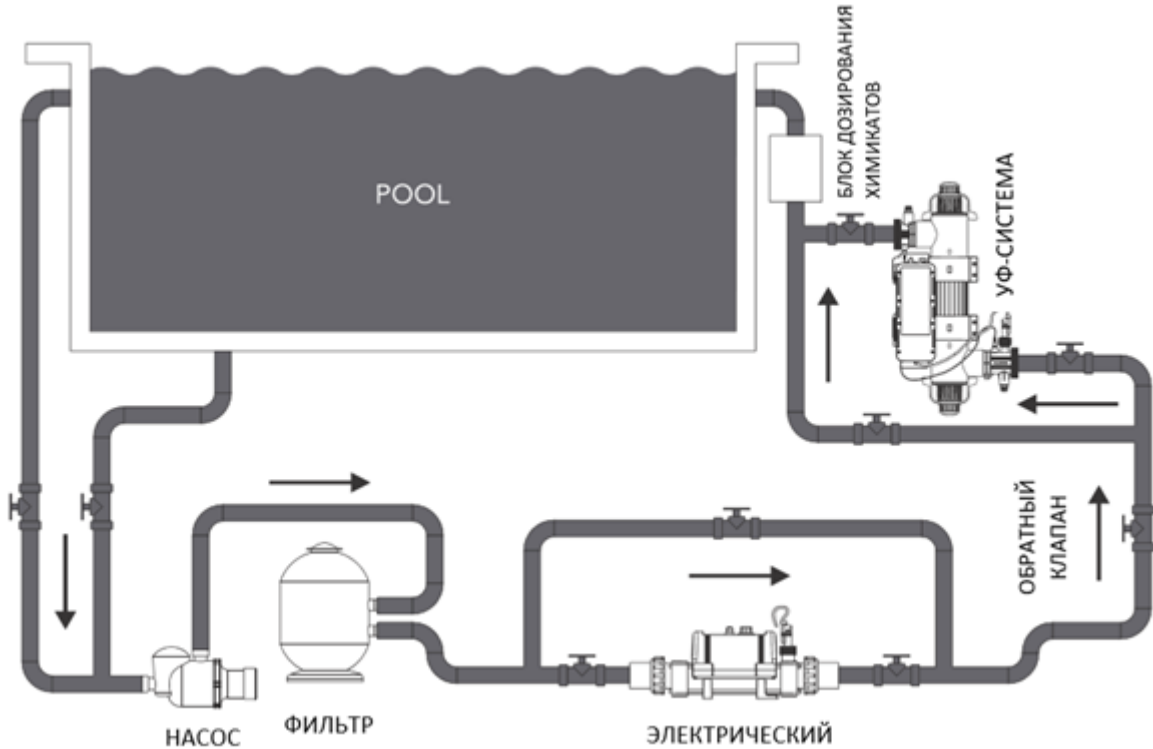 POOL
БЛОК ДОЗИРОВАНИЯ
ХИМИКАТОВ
УФ-СИСТЕМА
ОБРАТНЫЙ
КЛАПАН
НАСОС
ФИЛЬТР
ЭЛЕКТРИЧЕСКИЙ